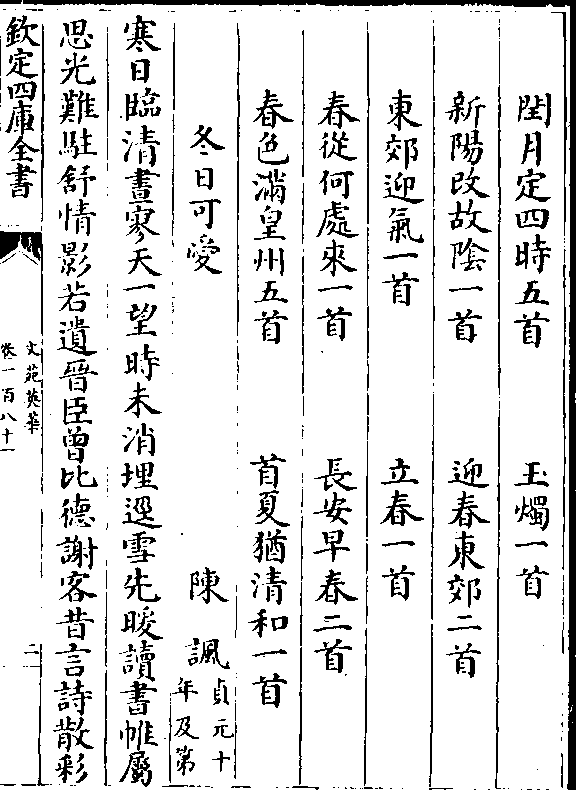 閏月定四時五首　玉燭一首
新陽改故陰一首　迎春東郊二首
東郊迎氣一首　立春一首
春從何處來一首　長安早春二首
春色滿皇州五首　首夏猶清和一首
冬日可愛　陳諷貞元十年及第
寒日臨清晝寥天一望時未消埋逕雪先暖讀書帷屬
思光難駐舒情影若遺晉臣曾比德謝客昔言詩散彩
欽定四庫全書
文苑英華
卷一百八十一
二